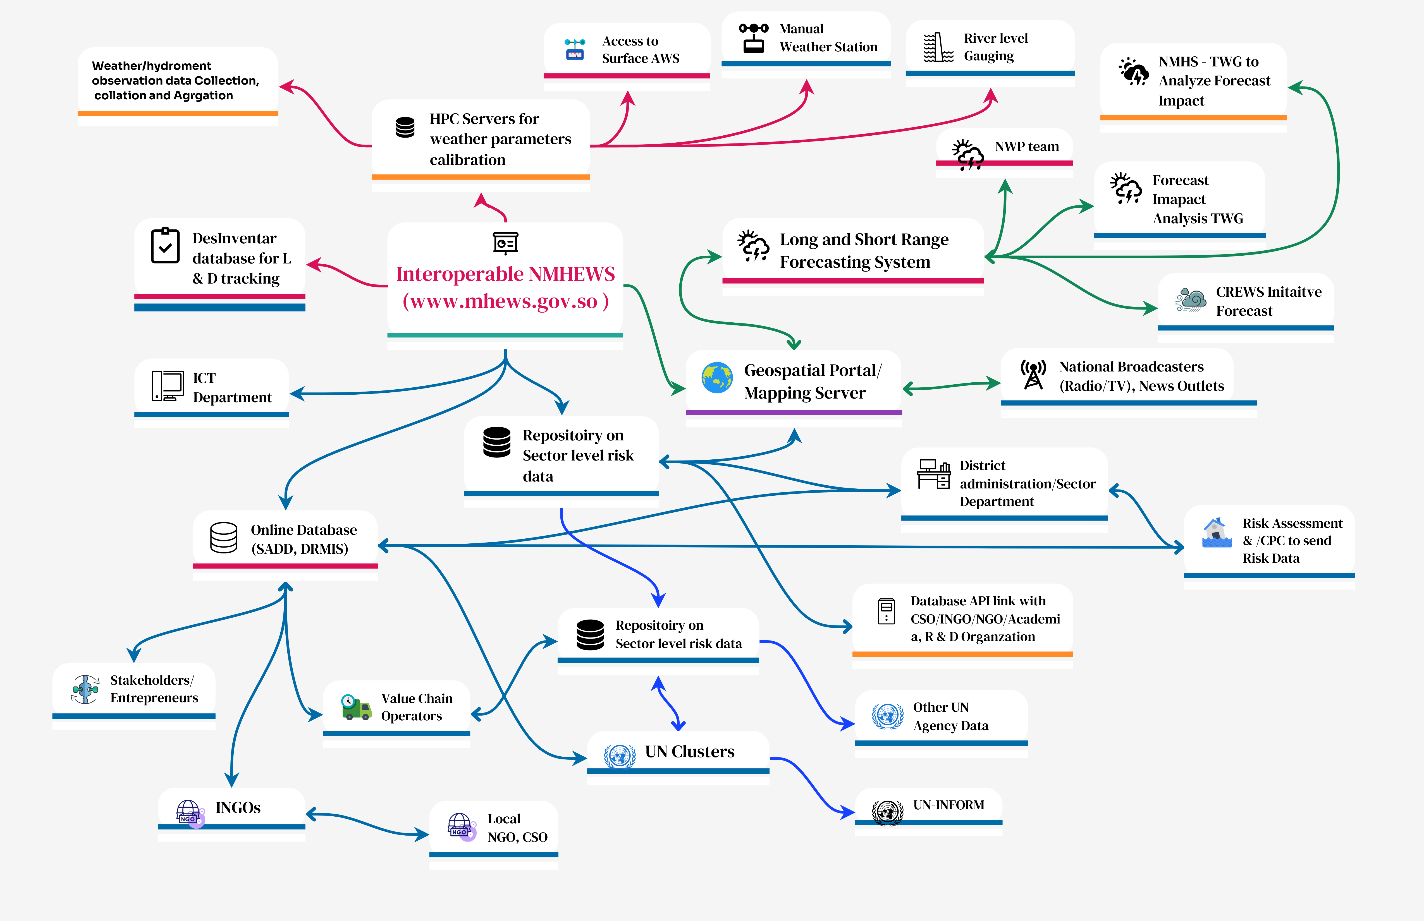 Weather/hydroment
observation data Collection,
collation and Agrgation
Access to
Surface AWS
Manual
Weather Station
River level
Gauging
NMHS - TWG to
Analyze Forecast
Impact
HPC Servers for
weather parameters
calibration
NWP team
Forecast
Imapact
Analysis TWG
DesInventar
database for L
& D tracking
Interoperable NMHEWS
(www.mhews.gov.so )
Long and Short Range
Forecasting System
CREWS Initaitve
Forecast
ICT
Department
Geospatial Portal/
Mapping Server
National Broadcasters
(Radio/TV), News Outlets
Repositoiry on
Sector level risk
data
District
administration/Sector
Department
Online Database
(SADD, DRMIS)
Risk Assessment
& /CPC to send
Risk Data
Database API link with
CSO/INGO/NGO/Academi
a, R & D Organzation
Repositoiry on
Sector level risk data
Stakeholders/
Entrepreneurs
Value Chain
Operators
Other UN
Agency Data
UN Clusters
INGOs
NGO
UN-INFORM
Local
NGO, CSO
NGO